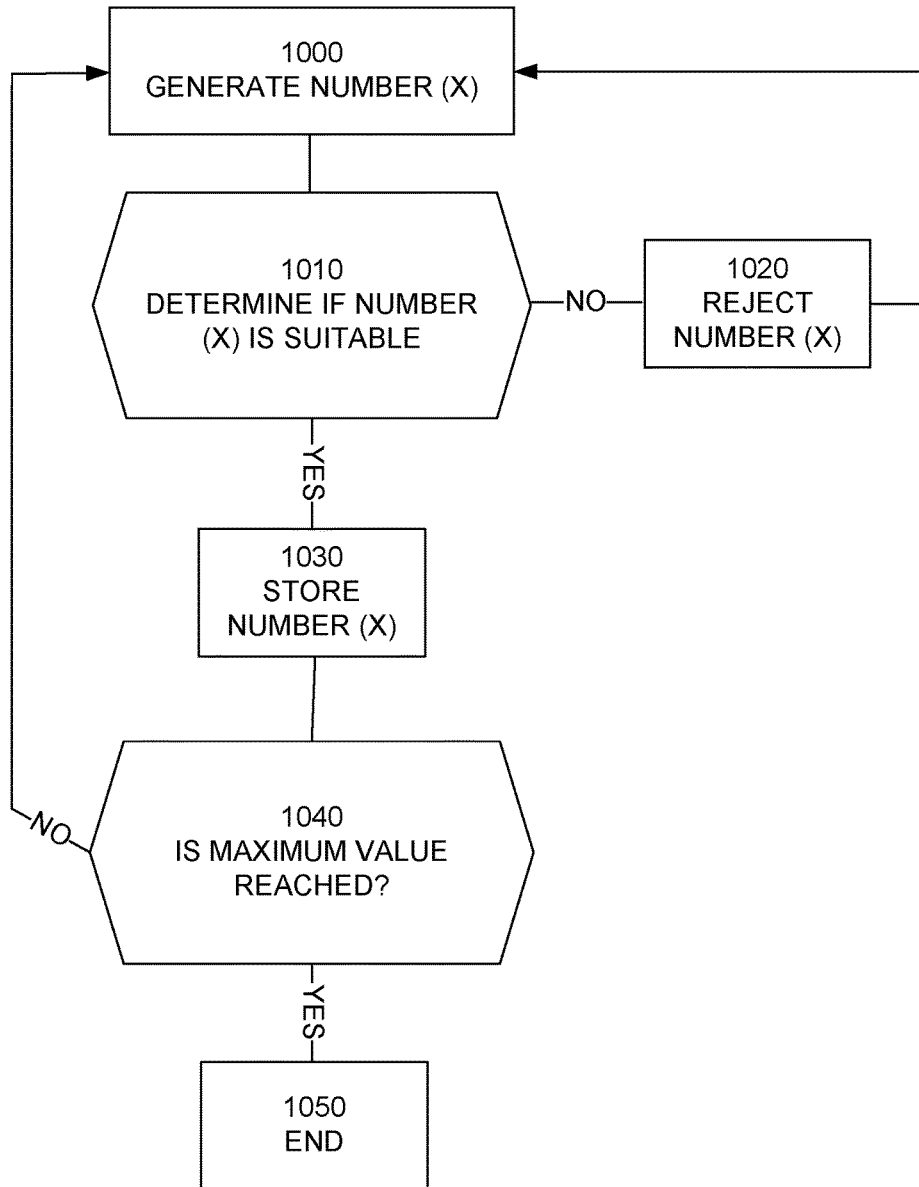 1000
GENERATE NUMBER (X)
1010
DETERMINE IF NUMBER
(X) IS SUITABLE
NO
1020
REJECT
NUMBER (X)
YES
1030
STORE
NUMBER (X)
1040
IS MAXIMUM VALUE
REACHED?
NO
YES
1050
END